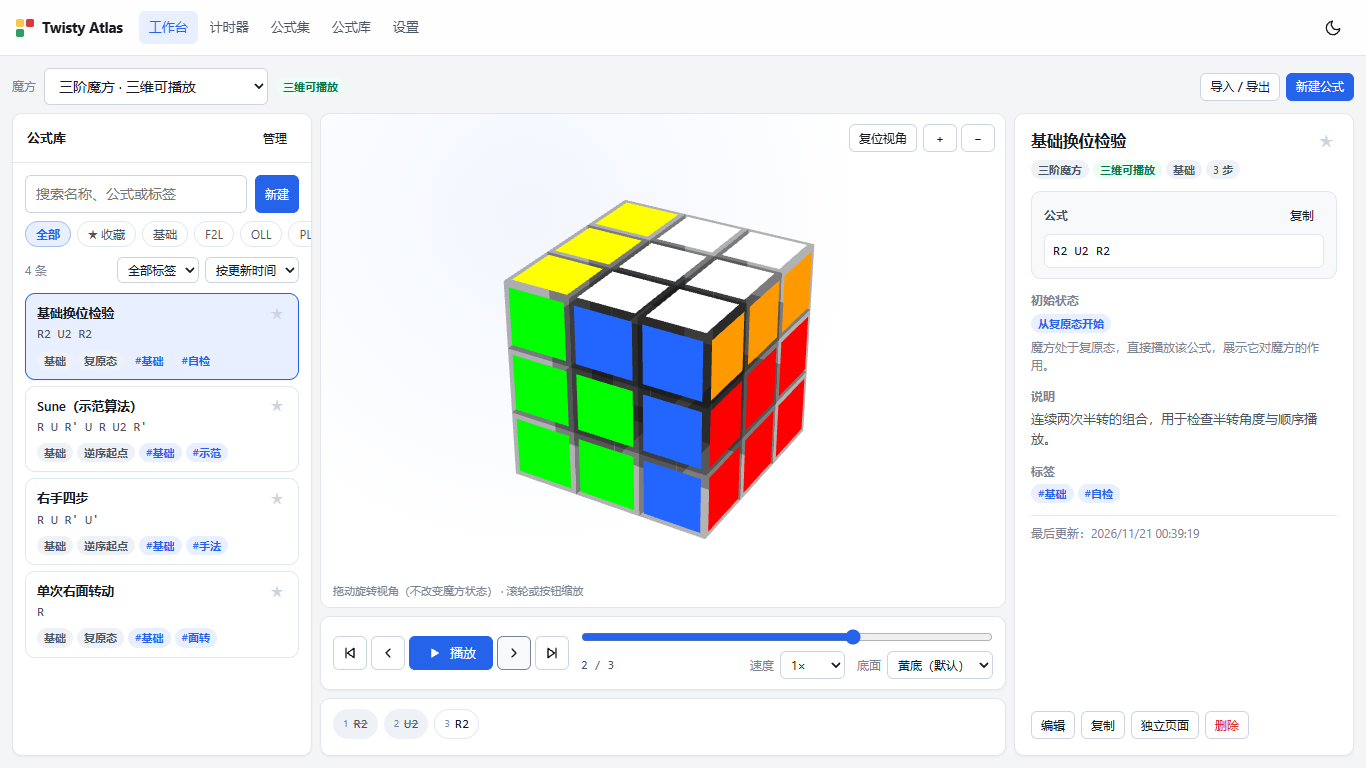 Twisty Atlas 工作台 计时器 公式集 公式库 设置
魔方 三阶魔方 · 三维可播放 三维可播放 导入 / 导出 新建公式
公式库 管理
搜索名称、公式或标签 新建
全部 ★ 收藏 基础 F2L OLL PL
4 条 全部标签 按更新时间
基础换位检验 ★
R2 U2 R2
基础 复原态 #基础 #自检
Sune（示范算法） ★
R U R' U R U2 R'
基础 逆序起点 #基础 #示范
右手四步 ★
R U R' U'
基础 逆序起点 #基础 #手法
单次右面转动 ★
R
基础 复原态 #基础 #面转
复位视角 + −
拖动旋转视角（不改变魔方状态） · 滚轮或按钮缩放
播放
2 / 3 速度 1× 底面 黄底（默认）
1 R2 2 U2 3 R2
基础换位检验 ★
三阶魔方 三维可播放 基础 3 步
公式 复制
R2 U2 R2
初始状态
从复原态开始
魔方处于复原态，直接播放该公式，展示它对魔方的作
用。
说明
连续两次半转的组合，用于检查半转角度与顺序播
放。
标签
#基础 #自检
最后更新：2026/11/21 00:39:19
编辑 复制 独立页面 删除